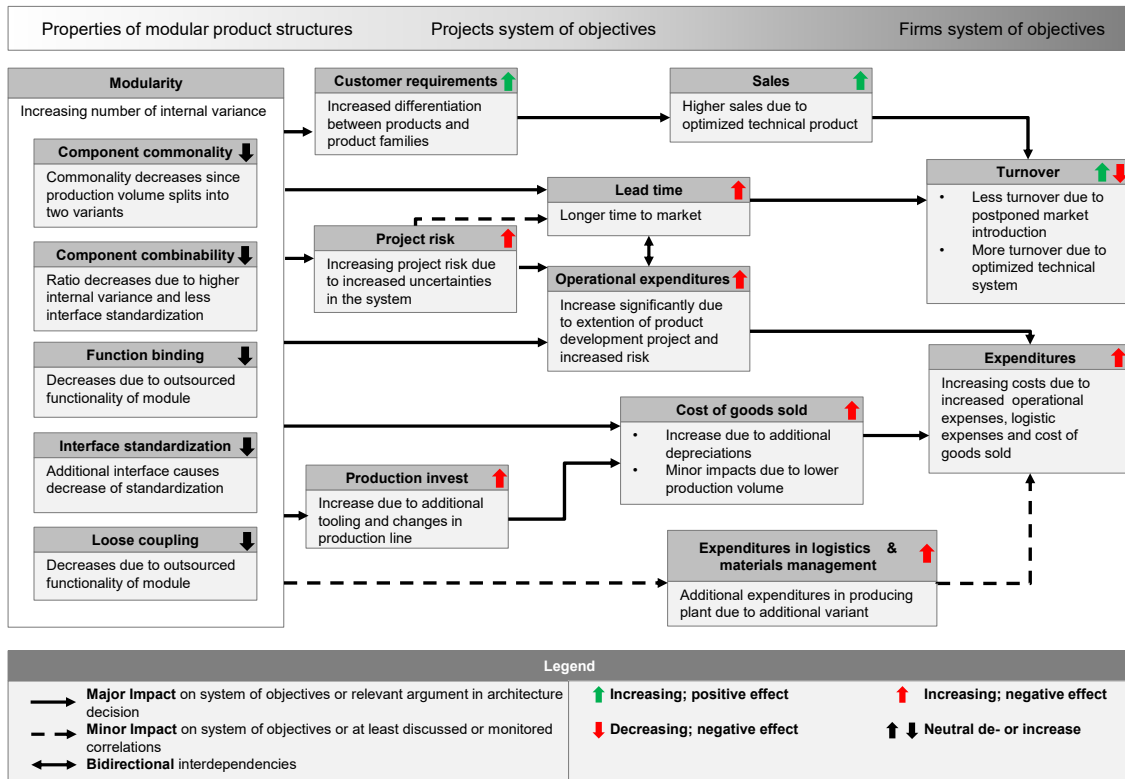 Properties of modular product structures
Projects system of objectives
Firms system of objectives
Modularity
Increasing number of internal variance
Component commonality
Commonality decreases since
production volume splits into
two variants
Component combinability
Ratio decreases due to higher
internal variance and less
interface standardization
Function binding
Decreases due to outsourced
functionality of module
Interface standardization
Additional interface causes
decrease of standardization
Loose coupling
Decreases due to outsourced
functionality of module
Customer requirements
Increased differentiation
between products and
product families
Project risk
Increasing project risk due
to increased uncertainties
in the system
Production invest
Increase due to additional
tooling and changes in
production line
Sales
Higher sales due to
optimized technical product
Lead time
Longer time to market
Operational expenditures
Increase significantly due
to extention of product
development project and
increased risk
Cost of goods sold
• Increase due to additional
depreciations
• Minor impacts due to lower
production volume
Expenditures in logistics &
materials management
Additional expenditures in producing
plant due to additional variant
Turnover
• Less turnover due to
postponed market
introduction
• More turnover due to
optimized technical
system
Expenditures
Increasing costs due to
increased operational
expenses, logistic
expenses and cost of
goods sold
Legend
Major Impact on system of objectives or relevant argument in architecture
decision
Minor Impact on system of objectives or at least discussed or monitored
correlations
Bidirectional interdependencies
Increasing; positive effect
Increasing; negative effect
Decreasing; negative effect
Neutral de- or increase